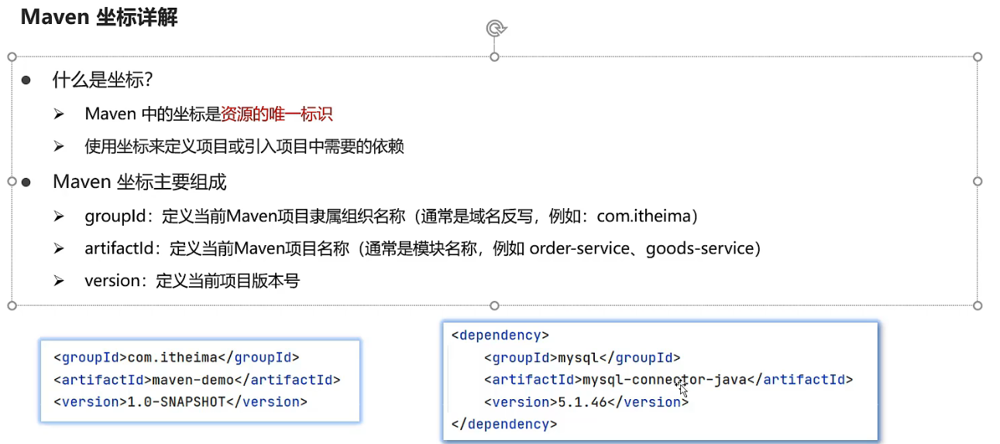 Maven 坐标详解
● 什么是坐标?
➢ Maven 中的坐标是资源的唯一标识
➢ 使用坐标来定义项目或引入项目中需要的依赖
● Maven 坐标主要组成
➢ groupId：定义当前Maven项目隶属组织名称（通常是域名反写，例如：com.itheima）
➢ artifactId：定义当前Maven项目名称（通常是模块名称，例如 order-service、goods-service）
➢ version：定义当前项目版本号
<groupId>com.itheima</groupId>
<artifactId>maven-demo</artifactId>
<version>1.0-SNAPSHOT</version>
<dependency>
<groupId>mysql</groupId>
<artifactId>mysql-connector-java</artifactId>
<version>5.1.46</version>
</dependency>